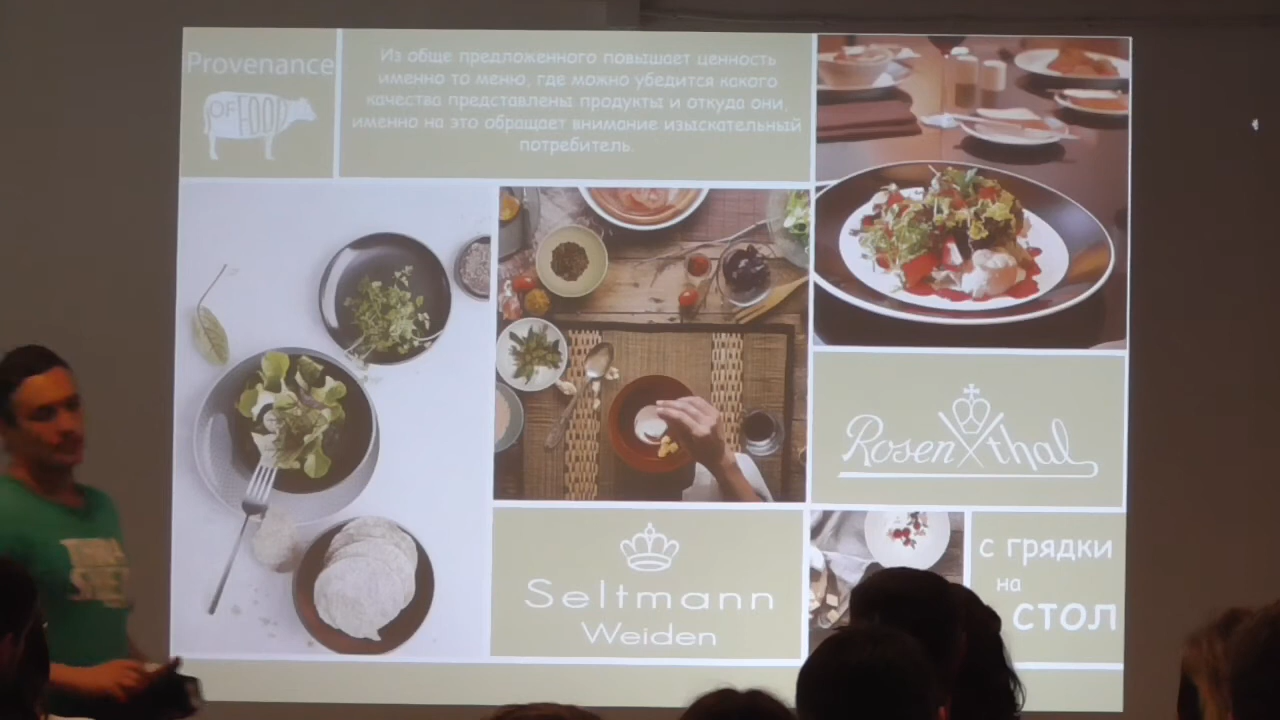 Provenance
OF FOOD
Из обще предложенного повышает ценность
именно то меню, где можно убедится какого
качества представлены продукты и откуда они,
именно на это обращает внимание изыскательный
потребитель.
Rosenthal
Seltmann
Weiden
с грядки
на
стол